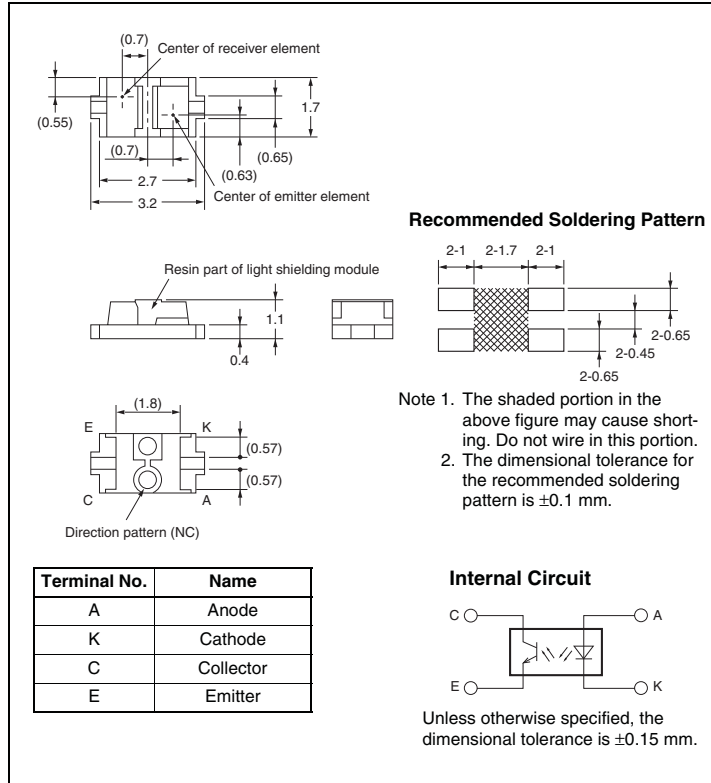 (0.7)
Center of receiver element
(0.55)
1.7
(0.65)
(0.7)
(0.63)
2.7
Center of emitter element
3.2
Recommended Soldering Pattern
2-1 2-1.7 2-1
Resin part of light shielding module
1.1
0.4
2-0.65
2-0.45
2-0.65
Note 1. The shaded portion in the
above figure may cause short-
ing. Do not wire in this portion.
2. The dimensional tolerance for
the recommended soldering
pattern is ±0.1 mm.
(1.8)
E K
(0.57)
(0.57)
C A
Direction pattern (NC)
Terminal No. Name
A Anode
K Cathode
C Collector
E Emitter
Internal Circuit
C A
E K
Unless otherwise specified, the
dimensional tolerance is ±0.15 mm.